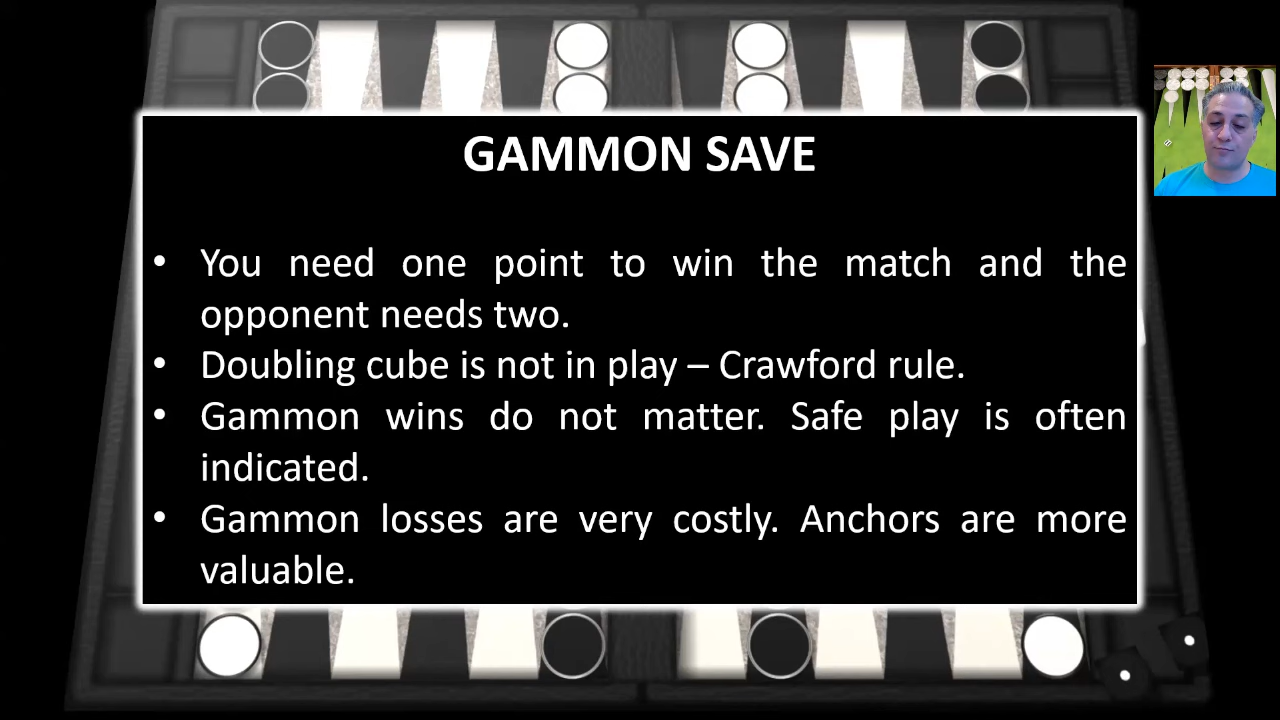 GAMMON SAVE
• You need one point to win the match and the
opponent needs two.
• Doubling cube is not in play – Crawford rule.
• Gammon wins do not matter. Safe play is often
indicated.
• Gammon losses are very costly. Anchors are more
valuable.